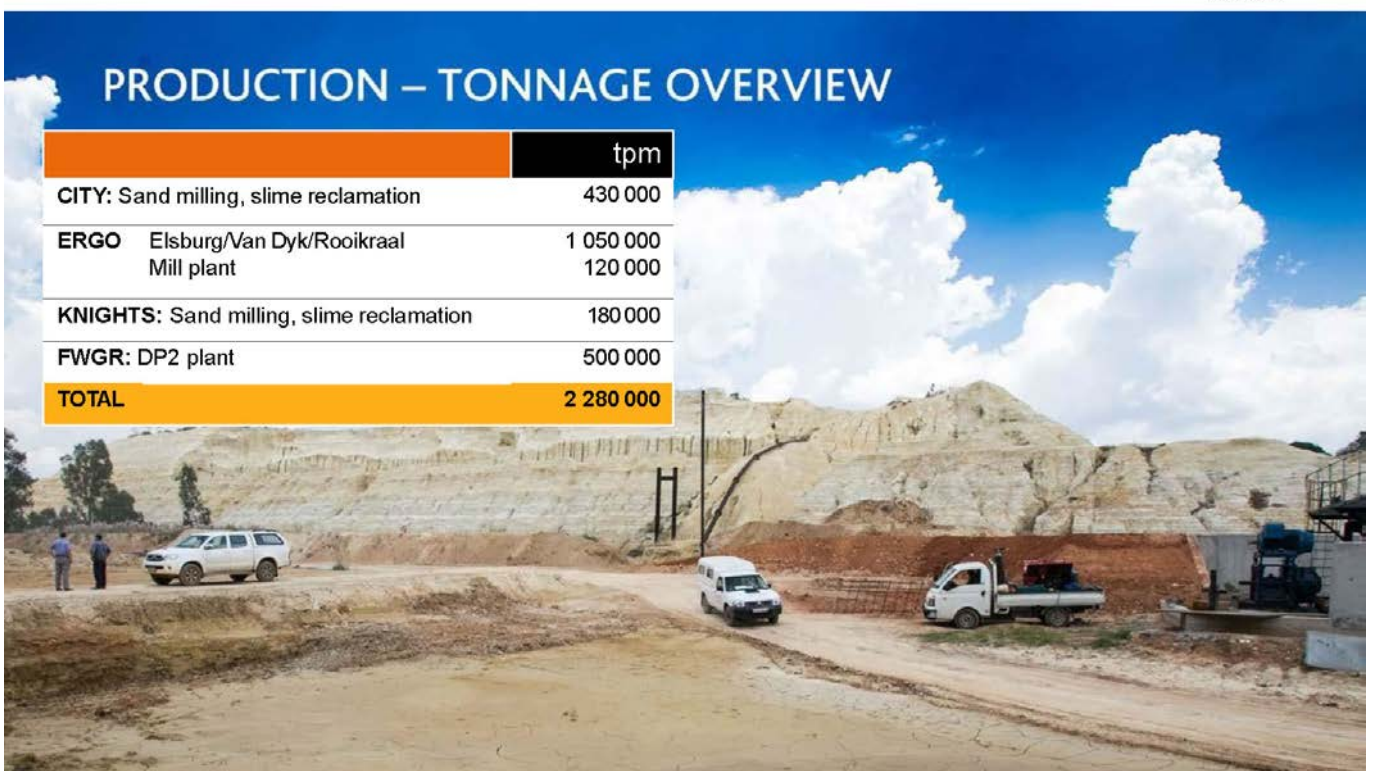 PRODUCTION – TONNAGE OVERVIEW
tpm
CITY: Sand milling, slime reclamation 430 000
ERGO Elsburg/Van Dyk/Rooikraal 1 050 000
Mill plant 120 000
KNIGHTS: Sand milling, slime reclamation 180 000
FWGR: DP2 plant 500 000
TOTAL 2 280 000